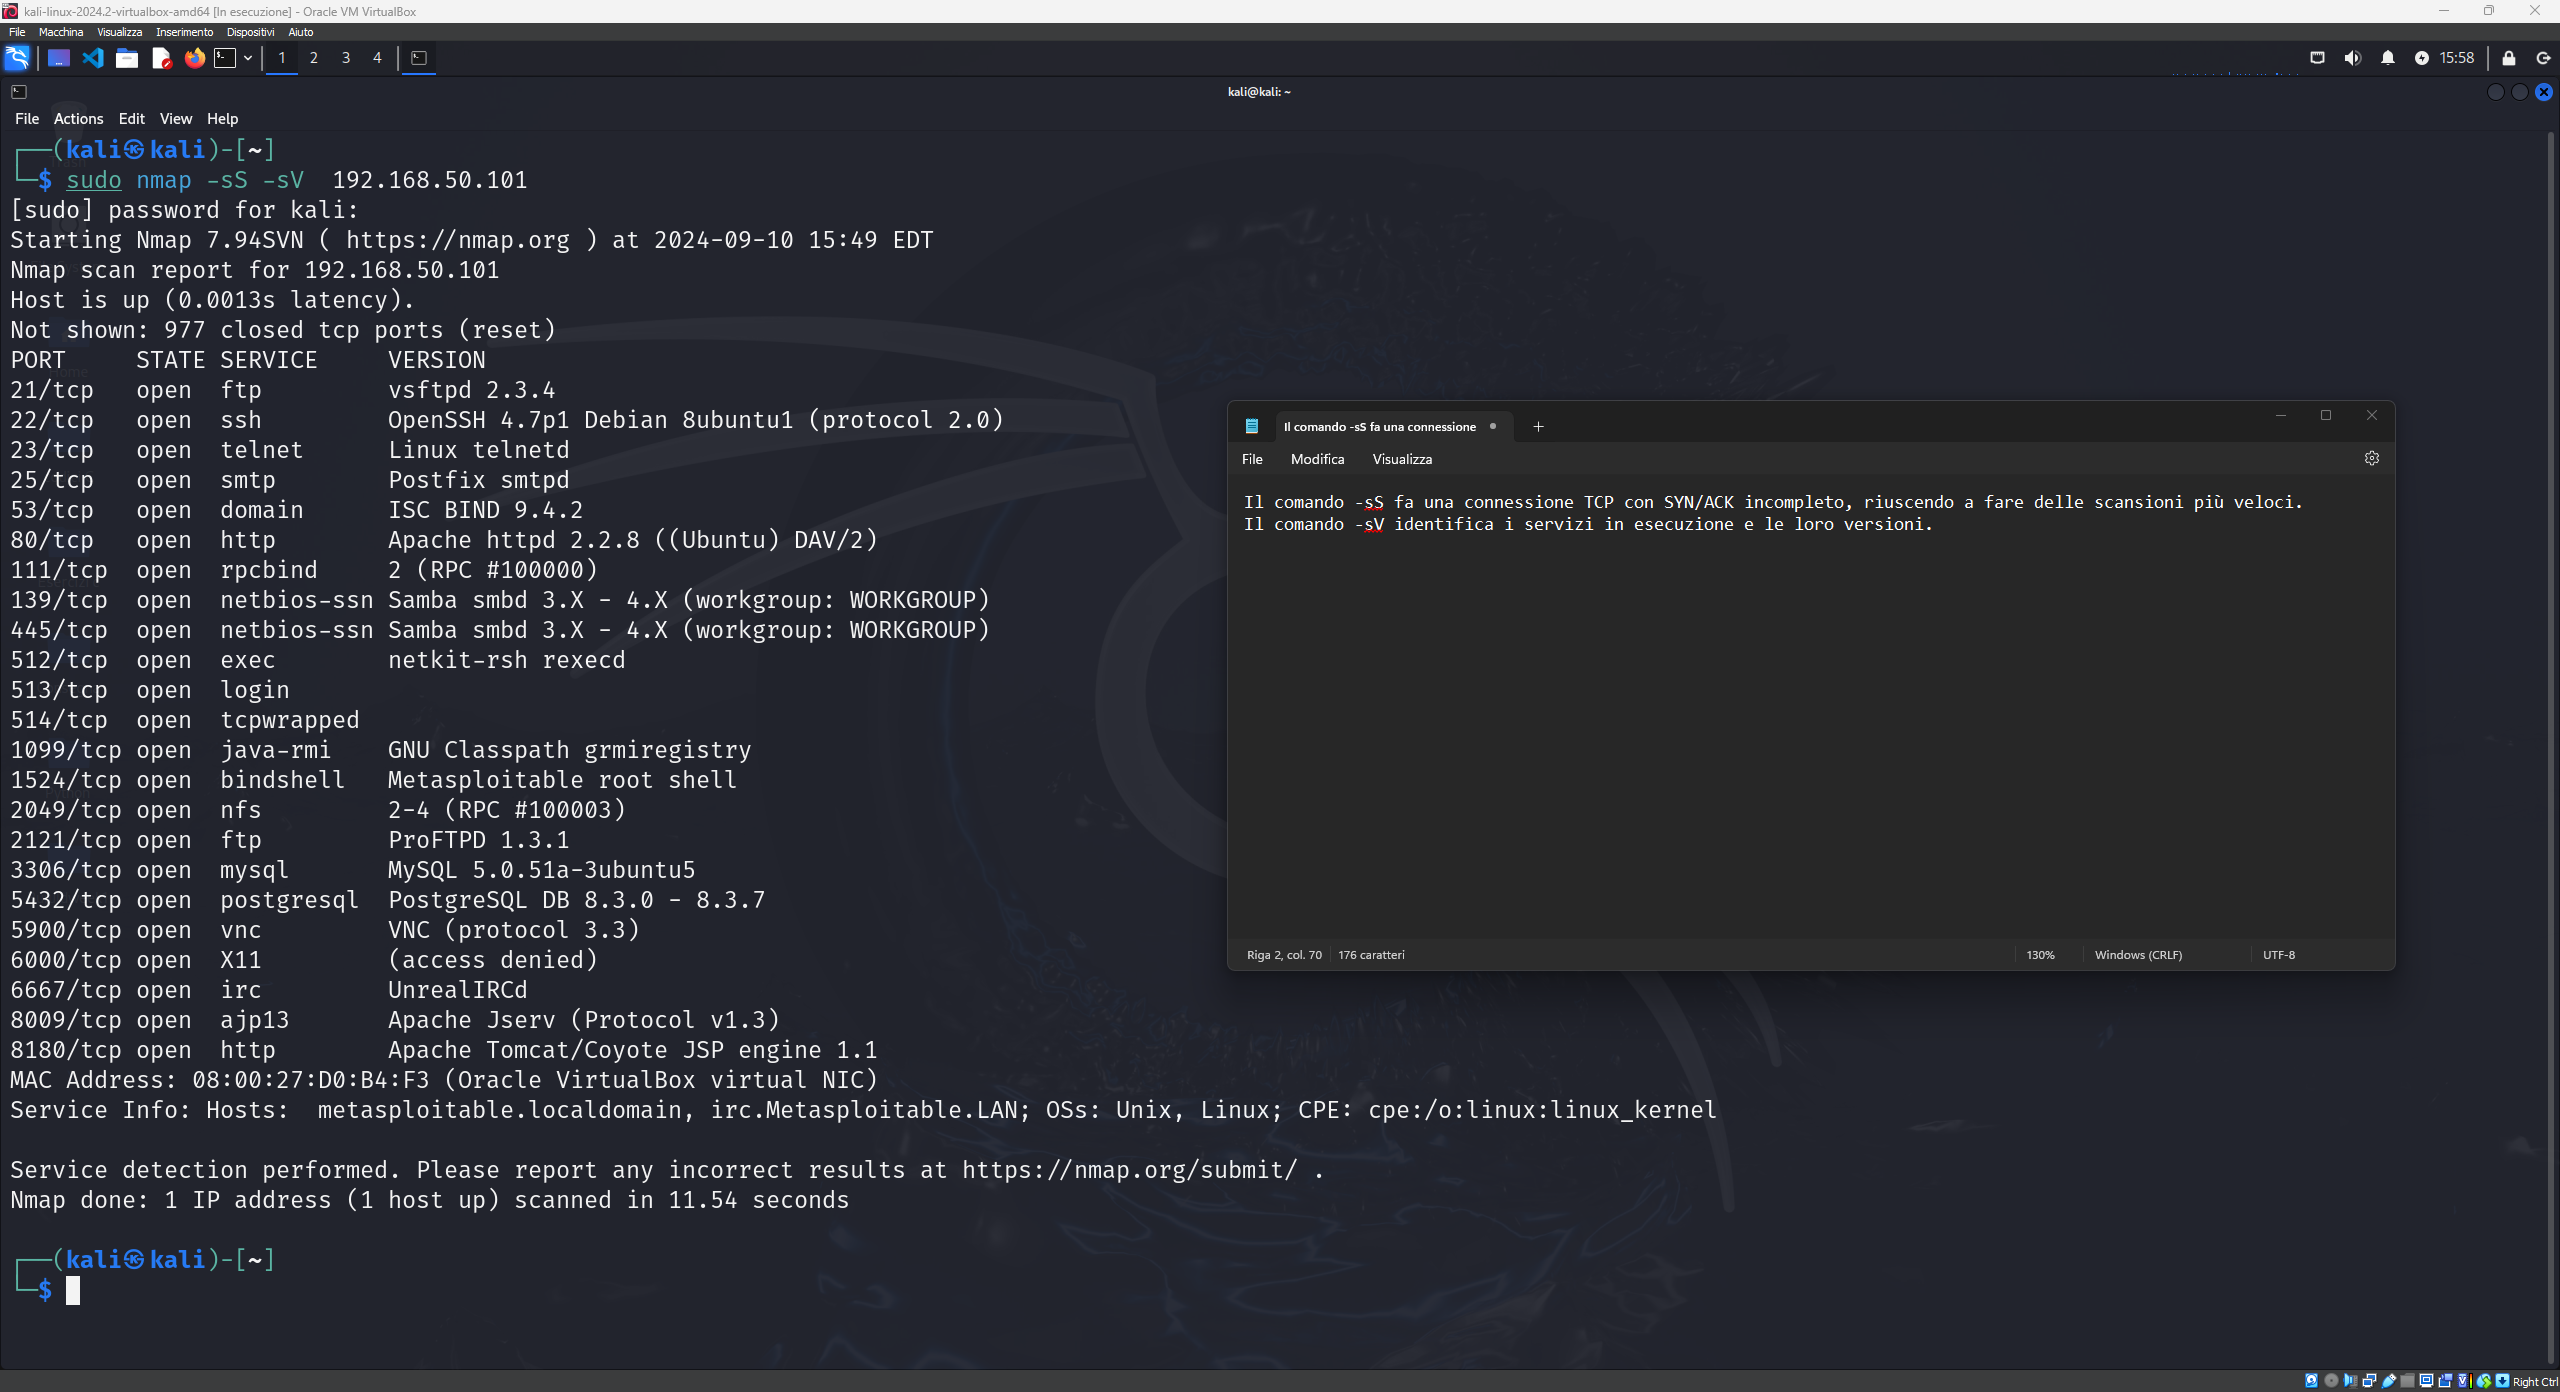 kali-linux-2024.2-virtualbox-amd64 [In esecuzione] - Oracle VM VirtualBox
File Macchina Visualizza Inserimento Dispositivi Aiuto
1 2 3 4
15:58
kali@kali: ~
File Actions Edit View Help
(kali㉿kali)-[~]
$ sudo nmap -sS -sV  192.168.50.101
[sudo] password for kali:
Starting Nmap 7.94SVN ( https://nmap.org ) at 2024-09-10 15:49 EDT
Nmap scan report for 192.168.50.101
Host is up (0.0013s latency).
Not shown: 977 closed tcp ports (reset)
PORT     STATE SERVICE     VERSION
21/tcp   open  ftp         vsftpd 2.3.4
22/tcp   open  ssh         OpenSSH 4.7p1 Debian 8ubuntu1 (protocol 2.0)
23/tcp   open  telnet      Linux telnetd
25/tcp   open  smtp        Postfix smtpd
53/tcp   open  domain      ISC BIND 9.4.2
80/tcp   open  http        Apache httpd 2.2.8 ((Ubuntu) DAV/2)
111/tcp  open  rpcbind     2 (RPC #100000)
139/tcp  open  netbios-ssn Samba smbd 3.X - 4.X (workgroup: WORKGROUP)
445/tcp  open  netbios-ssn Samba smbd 3.X - 4.X (workgroup: WORKGROUP)
512/tcp  open  exec        netkit-rsh rexecd
513/tcp  open  login
514/tcp  open  tcpwrapped
1099/tcp open  java-rmi    GNU Classpath grmiregistry
1524/tcp open  bindshell   Metasploitable root shell
2049/tcp open  nfs         2-4 (RPC #100003)
2121/tcp open  ftp         ProFTPD 1.3.1
3306/tcp open  mysql       MySQL 5.0.51a-3ubuntu5
5432/tcp open  postgresql  PostgreSQL DB 8.3.0 - 8.3.7
5900/tcp open  vnc         VNC (protocol 3.3)
6000/tcp open  X11         (access denied)
6667/tcp open  irc         UnrealIRCd
8009/tcp open  ajp13       Apache Jserv (Protocol v1.3)
8180/tcp open  http        Apache Tomcat/Coyote JSP engine 1.1
MAC Address: 08:00:27:D0:B4:F3 (Oracle VirtualBox virtual NIC)
Service Info: Hosts:  metasploitable.localdomain, irc.Metasploitable.LAN; OSs: Unix, Linux; CPE: cpe:/o:linux:linux_kernel
Service detection performed. Please report any incorrect results at https://nmap.org/submit/ .
Nmap done: 1 IP address (1 host up) scanned in 11.54 seconds
(kali㉿kali)-[~]
$
Il comando -sS fa una connessione
File Modifica Visualizza
Il comando -sS fa una connessione TCP con SYN/ACK incompleto, riuscendo a fare delle scansioni più veloci.
Il comando -sV identifica i servizi in esecuzione e le loro versioni.
Riga 2, col. 70 176 caratteri 130% Windows (CRLF) UTF-8
Right Ctrl